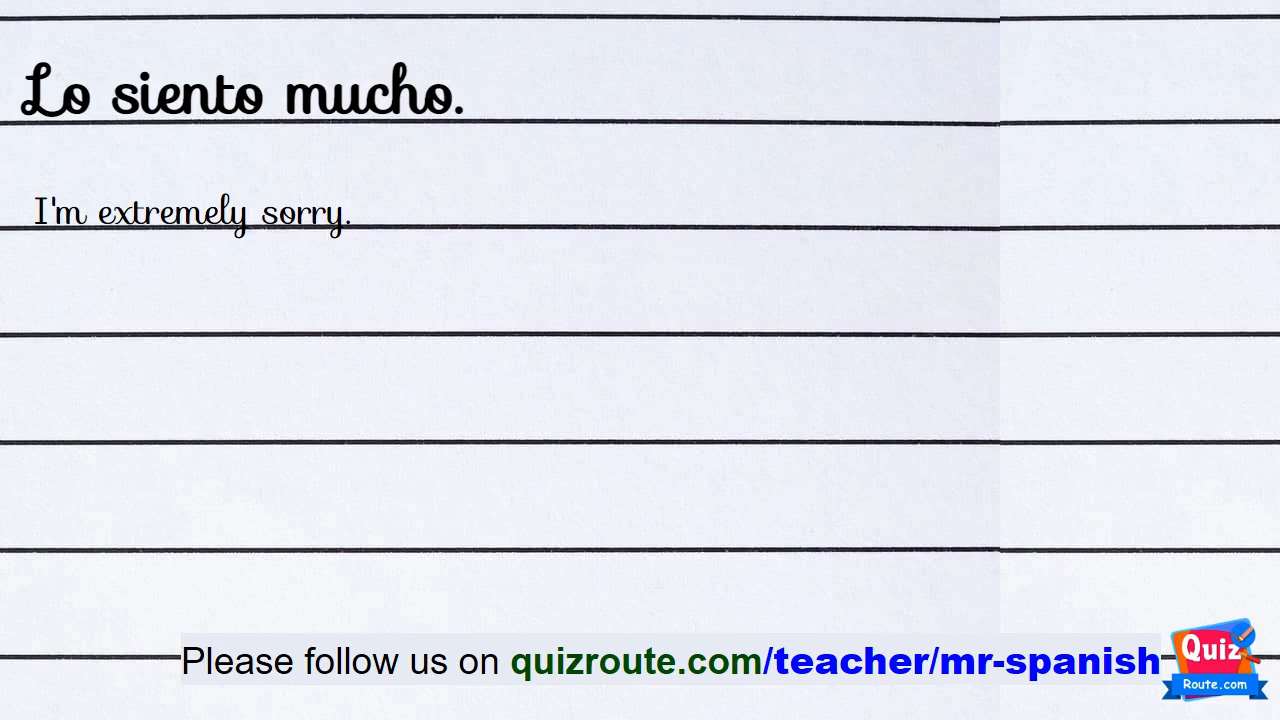 Lo siento mucho.
I'm extremely sorry.
Please follow us on quizroute.com/teacher/mr-spanish
Quiz
Route.com